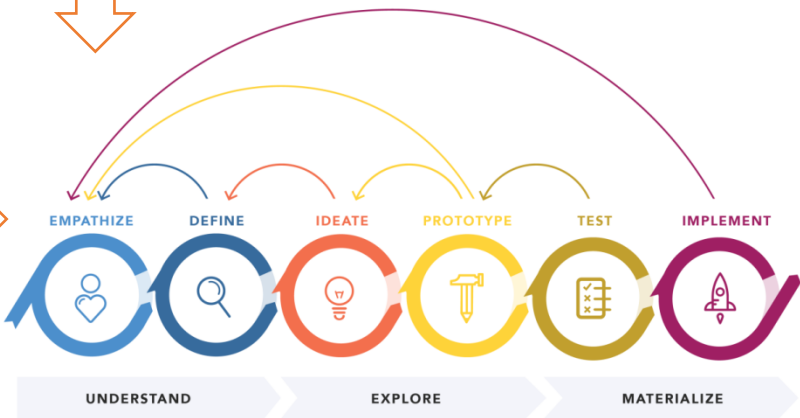 EMPATHIZE DEFINE IDEATE PROTOTYPE TEST IMPLEMENT
UNDERSTAND EXPLORE MATERIALIZE